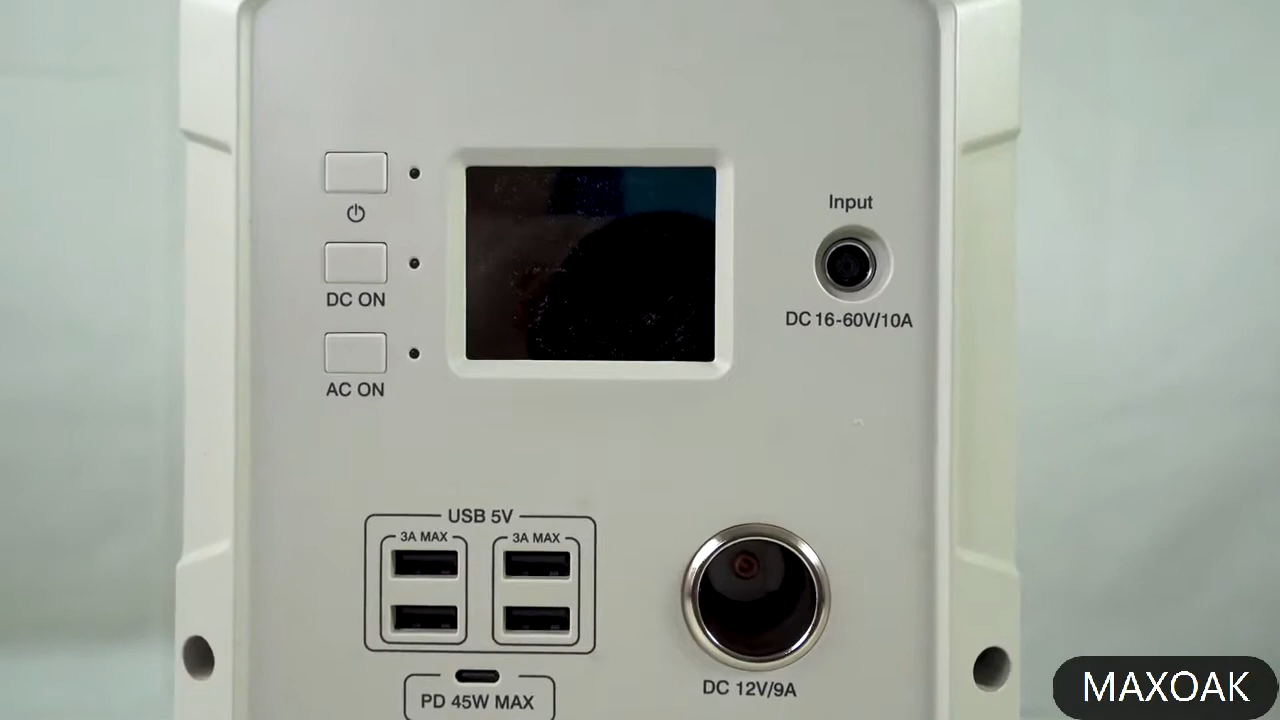 Input
DC 16-60V/10A
DC ON
AC ON
USB 5V
3A MAX
3A MAX
PD 45W MAX
DC 12V/9A
MAXOAK